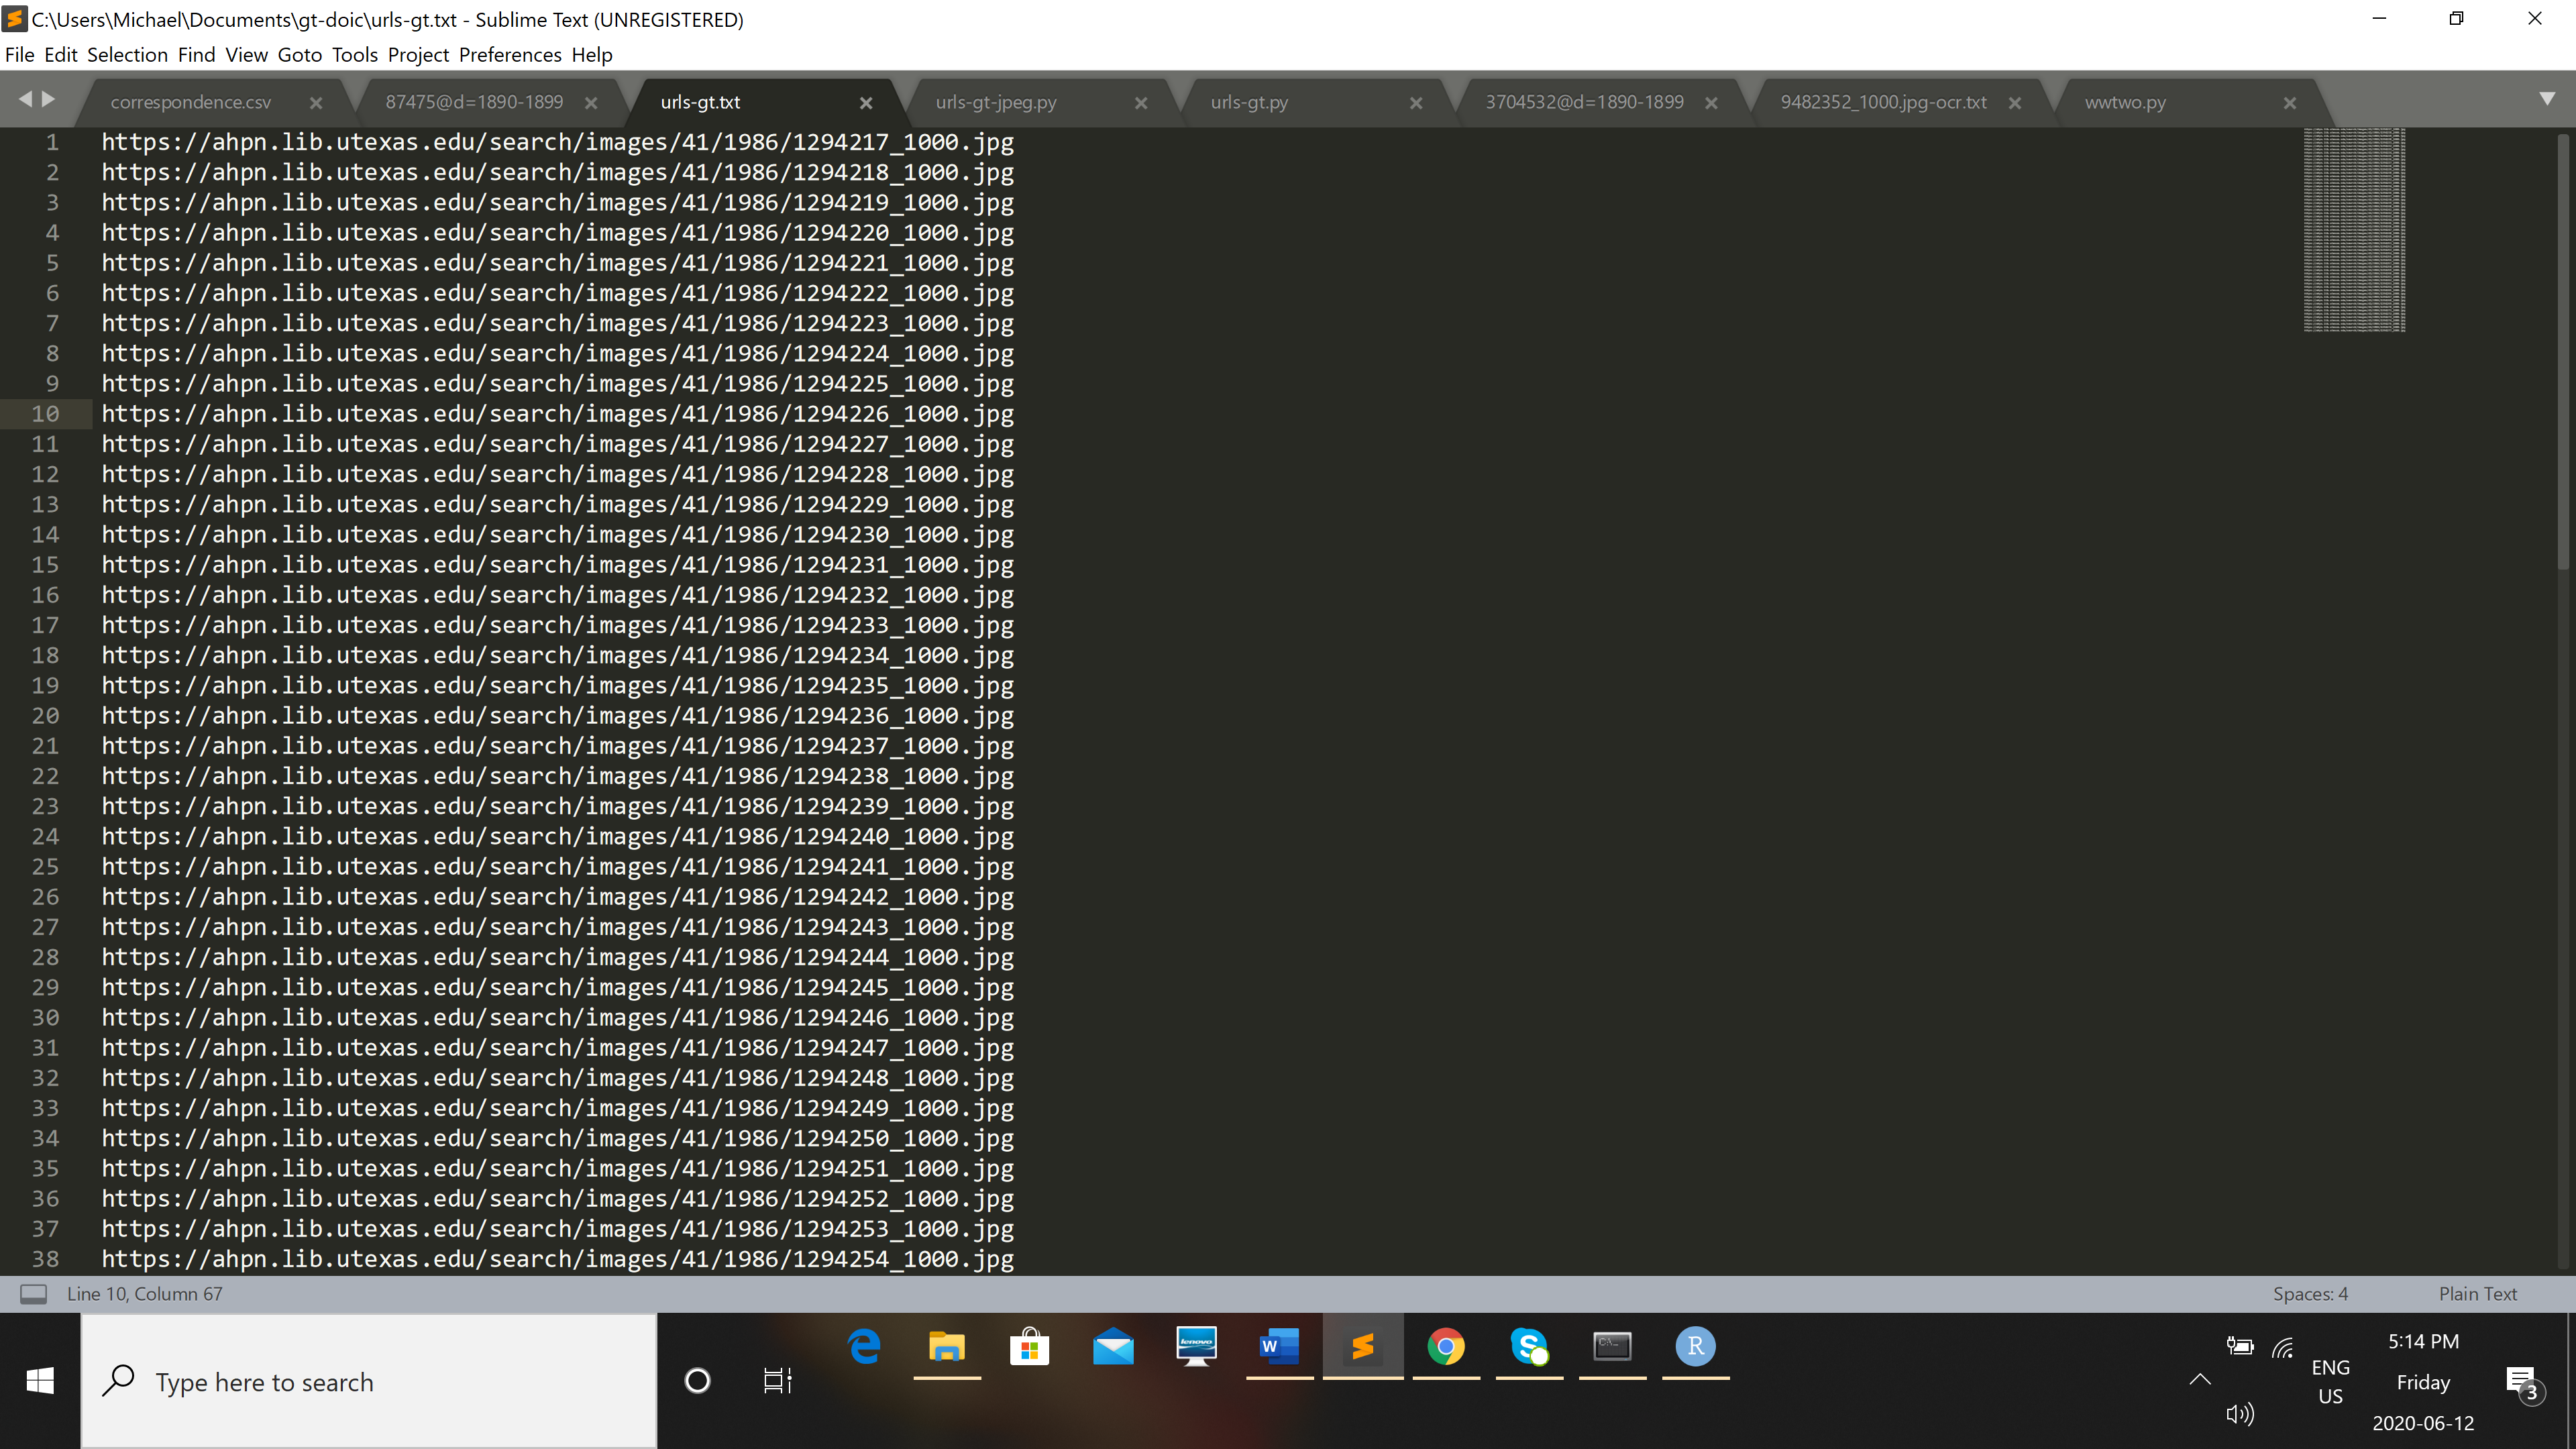 C:\Users\Michael\Documents\gt-doic\urls-gt.txt - Sublime Text (UNREGISTERED)
File Edit Selection Find View Goto Tools Project Preferences Help
correspondence.csv 87475@d=1890-1899 urls-gt.txt urls-gt-jpeg.py urls-gt.py 3704532@d=1890-1899 9482352_1000.jpg-ocr.txt wwtwo.py
1 https://ahpn.lib.utexas.edu/search/images/41/1986/1294217_1000.jpg
2 https://ahpn.lib.utexas.edu/search/images/41/1986/1294218_1000.jpg
3 https://ahpn.lib.utexas.edu/search/images/41/1986/1294219_1000.jpg
4 https://ahpn.lib.utexas.edu/search/images/41/1986/1294220_1000.jpg
5 https://ahpn.lib.utexas.edu/search/images/41/1986/1294221_1000.jpg
6 https://ahpn.lib.utexas.edu/search/images/41/1986/1294222_1000.jpg
7 https://ahpn.lib.utexas.edu/search/images/41/1986/1294223_1000.jpg
8 https://ahpn.lib.utexas.edu/search/images/41/1986/1294224_1000.jpg
9 https://ahpn.lib.utexas.edu/search/images/41/1986/1294225_1000.jpg
10 https://ahpn.lib.utexas.edu/search/images/41/1986/1294226_1000.jpg
11 https://ahpn.lib.utexas.edu/search/images/41/1986/1294227_1000.jpg
12 https://ahpn.lib.utexas.edu/search/images/41/1986/1294228_1000.jpg
13 https://ahpn.lib.utexas.edu/search/images/41/1986/1294229_1000.jpg
14 https://ahpn.lib.utexas.edu/search/images/41/1986/1294230_1000.jpg
15 https://ahpn.lib.utexas.edu/search/images/41/1986/1294231_1000.jpg
16 https://ahpn.lib.utexas.edu/search/images/41/1986/1294232_1000.jpg
17 https://ahpn.lib.utexas.edu/search/images/41/1986/1294233_1000.jpg
18 https://ahpn.lib.utexas.edu/search/images/41/1986/1294234_1000.jpg
19 https://ahpn.lib.utexas.edu/search/images/41/1986/1294235_1000.jpg
20 https://ahpn.lib.utexas.edu/search/images/41/1986/1294236_1000.jpg
21 https://ahpn.lib.utexas.edu/search/images/41/1986/1294237_1000.jpg
22 https://ahpn.lib.utexas.edu/search/images/41/1986/1294238_1000.jpg
23 https://ahpn.lib.utexas.edu/search/images/41/1986/1294239_1000.jpg
24 https://ahpn.lib.utexas.edu/search/images/41/1986/1294240_1000.jpg
25 https://ahpn.lib.utexas.edu/search/images/41/1986/1294241_1000.jpg
26 https://ahpn.lib.utexas.edu/search/images/41/1986/1294242_1000.jpg
27 https://ahpn.lib.utexas.edu/search/images/41/1986/1294243_1000.jpg
28 https://ahpn.lib.utexas.edu/search/images/41/1986/1294244_1000.jpg
29 https://ahpn.lib.utexas.edu/search/images/41/1986/1294245_1000.jpg
30 https://ahpn.lib.utexas.edu/search/images/41/1986/1294246_1000.jpg
31 https://ahpn.lib.utexas.edu/search/images/41/1986/1294247_1000.jpg
32 https://ahpn.lib.utexas.edu/search/images/41/1986/1294248_1000.jpg
33 https://ahpn.lib.utexas.edu/search/images/41/1986/1294249_1000.jpg
34 https://ahpn.lib.utexas.edu/search/images/41/1986/1294250_1000.jpg
35 https://ahpn.lib.utexas.edu/search/images/41/1986/1294251_1000.jpg
36 https://ahpn.lib.utexas.edu/search/images/41/1986/1294252_1000.jpg
37 https://ahpn.lib.utexas.edu/search/images/41/1986/1294253_1000.jpg
38 https://ahpn.lib.utexas.edu/search/images/41/1986/1294254_1000.jpg
Line 10, Column 67 Spaces: 4 Plain Text
Type here to search
lenovo
W
R
ENG
US
5:14 PM
Friday
2020-06-12
3